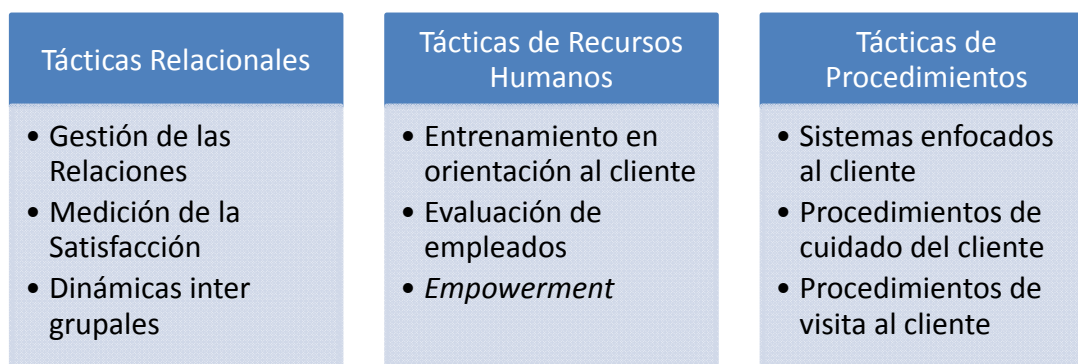 Tácticas Relacionales
• Gestión de las
Relaciones
• Medición de la
Satisfacción
• Dinámicas inter
grupales
Tácticas de Recursos
Humanos
• Entrenamiento en
orientación al cliente
• Evaluación de
empleados
• Empowerment
Tácticas de
Procedimientos
• Sistemas enfocados
al cliente
• Procedimientos de
cuidado del cliente
• Procedimientos de
visita al cliente